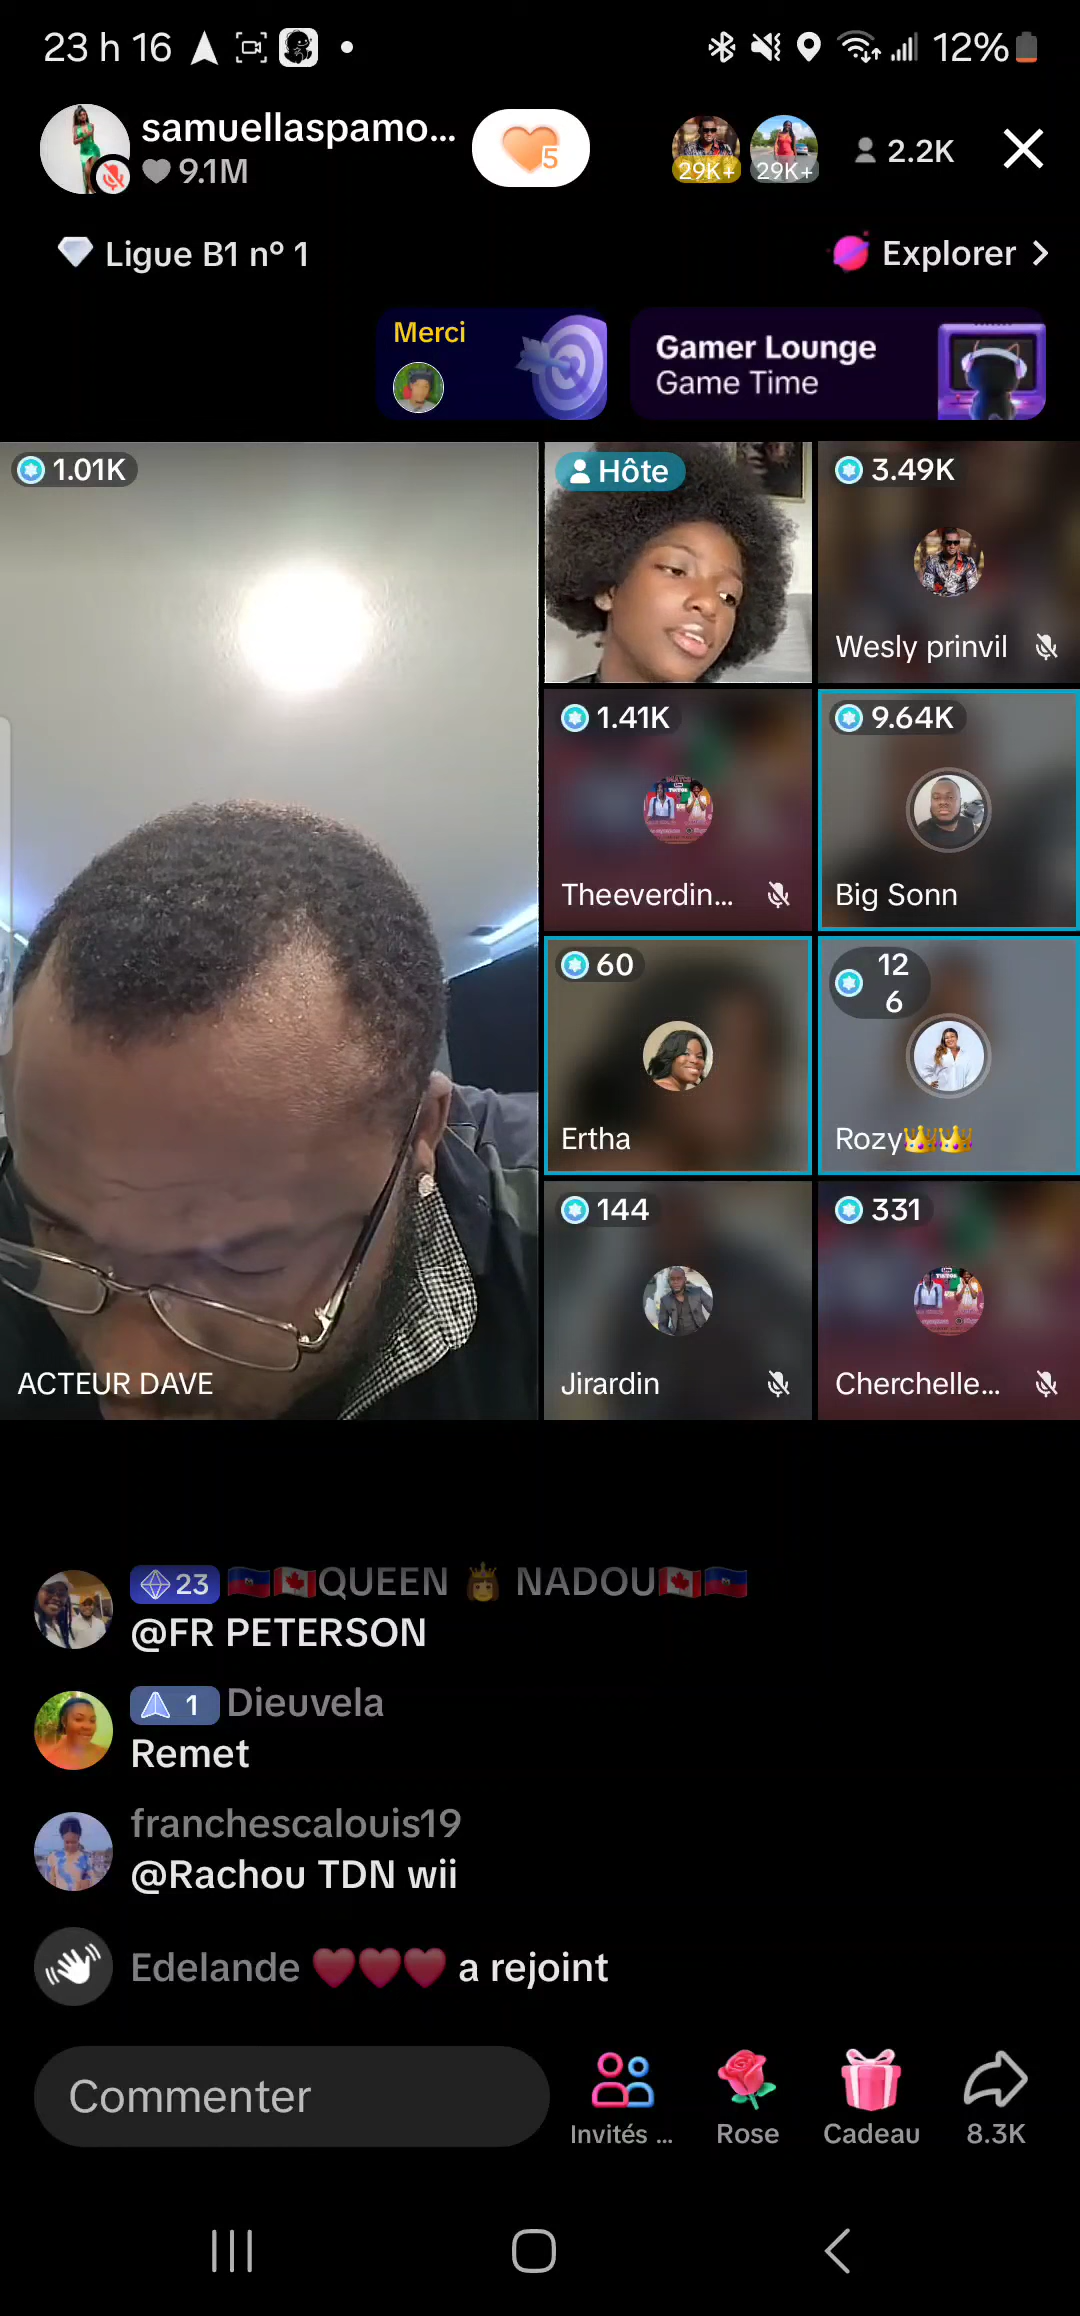 23 h 16
12%
samuellaspamo...
9.1M
5
29K+
29K+
2.2K
Ligue B1 nº 1
Explorer
Merci
Gamer Lounge
Game Time
1.01K
Hôte
3.49K
Wesly prinvil
1.41K
9.64K
Theeverdin...
Big Sonn
60
12
6
Ertha
Rozy👑👑
144
331
ACTEUR DAVE
Jirardin
Cherchelle...
23 🇭🇹🇨🇦QUEEN 👸 NADOU🇨🇦🇭🇹
@FR PETERSON
1 Dieuvela
Remet
franchescalouis19
@Rachou TDN wii
Edelande ❤️❤️❤️ a rejoint
Commenter
Invités ...
Rose
Cadeau
8.3K